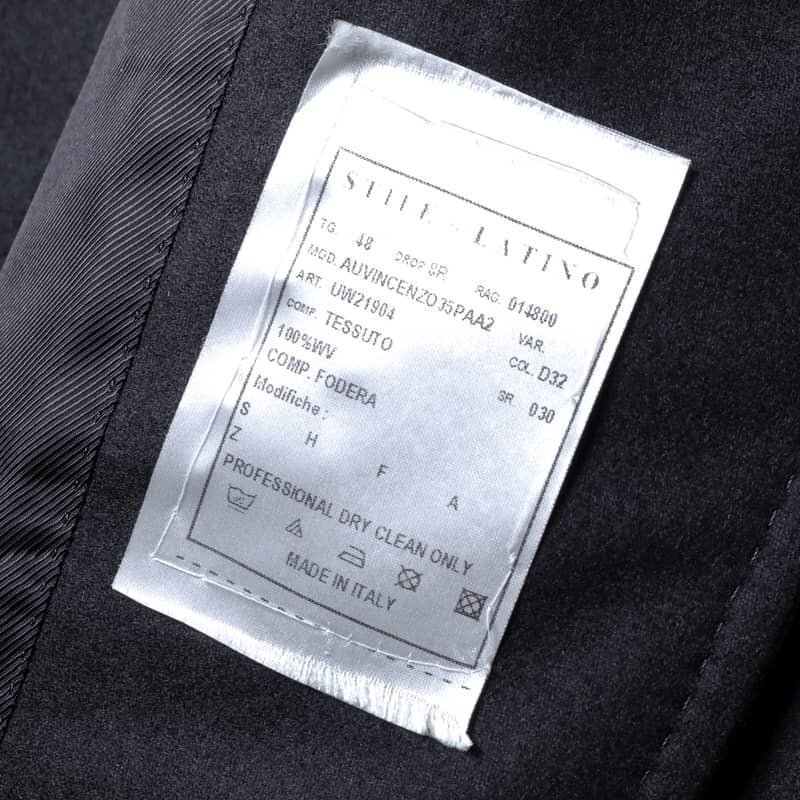 STILE LATINO
TG. 48 DROP 8R RAG. 014800
MOD. AUVINCENZO35PAA2 VAR.
ART. UW21904 COL. D32
COMP. TESSUTO SR. 030
100%WV
COMP. FODERA
Modifiche :
S
Z H F A
PROFESSIONAL DRY CLEAN ONLY
MADE IN ITALY